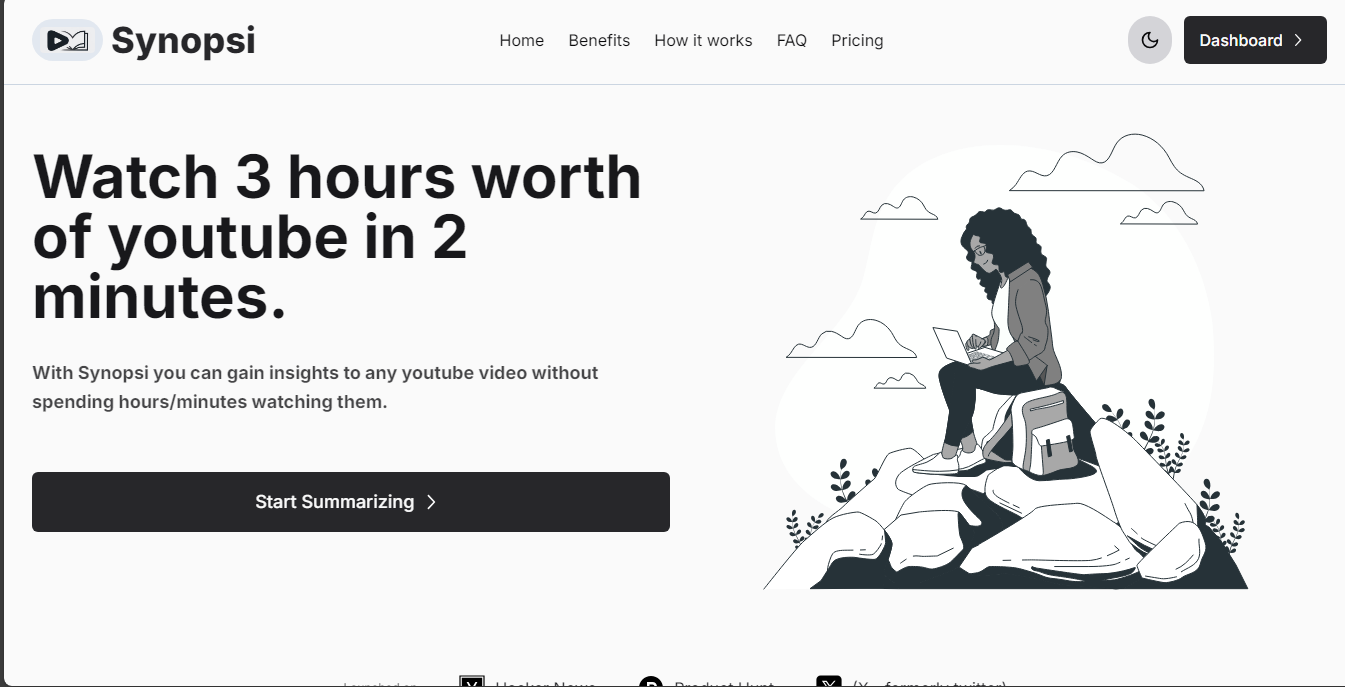 Synopsi
Home Benefits How it works FAQ Pricing
Dashboard
Watch 3 hours worth
of youtube in 2
minutes.
With Synopsi you can gain insights to any youtube video without
spending hours/minutes watching them.
Start Summarizing
Launched on Hacker News Product Hunt (X - formerly twitter)